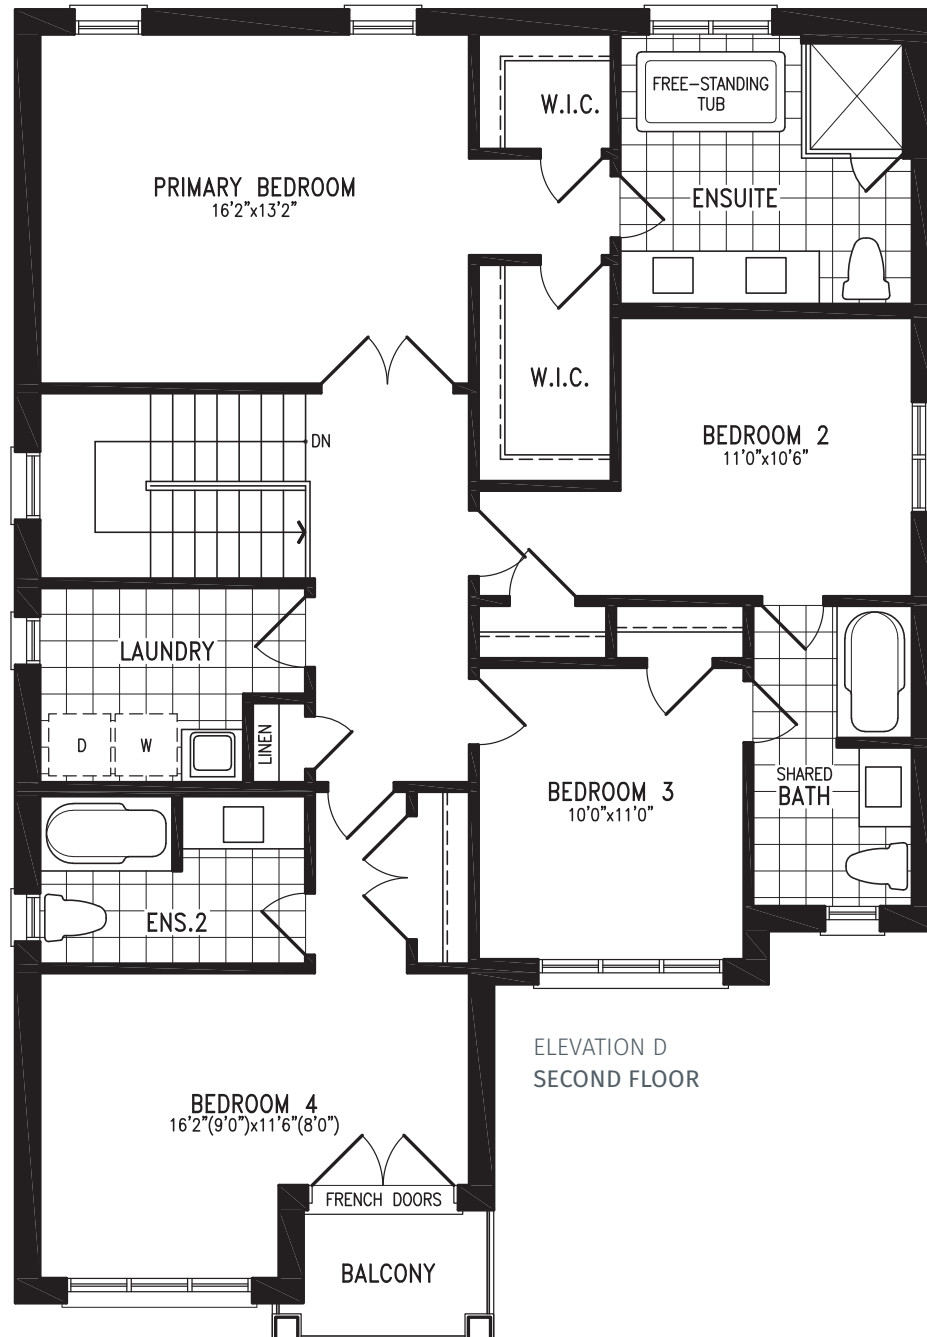 W.I.C.
FREE-STANDING
TUB
PRIMARY BEDROOM
16'2"x13'2"
ENSUITE
W.I.C.
DN
BEDROOM 2
11'0"x10'6"
LAUNDRY
D
W
LINEN
BEDROOM 3
10'0"x11'0"
SHARED
BATH
ENS.2
ELEVATION D
SECOND FLOOR
BEDROOM 4
16'2"(9'0")x11'6"(8'0")
FRENCH DOORS
BALCONY